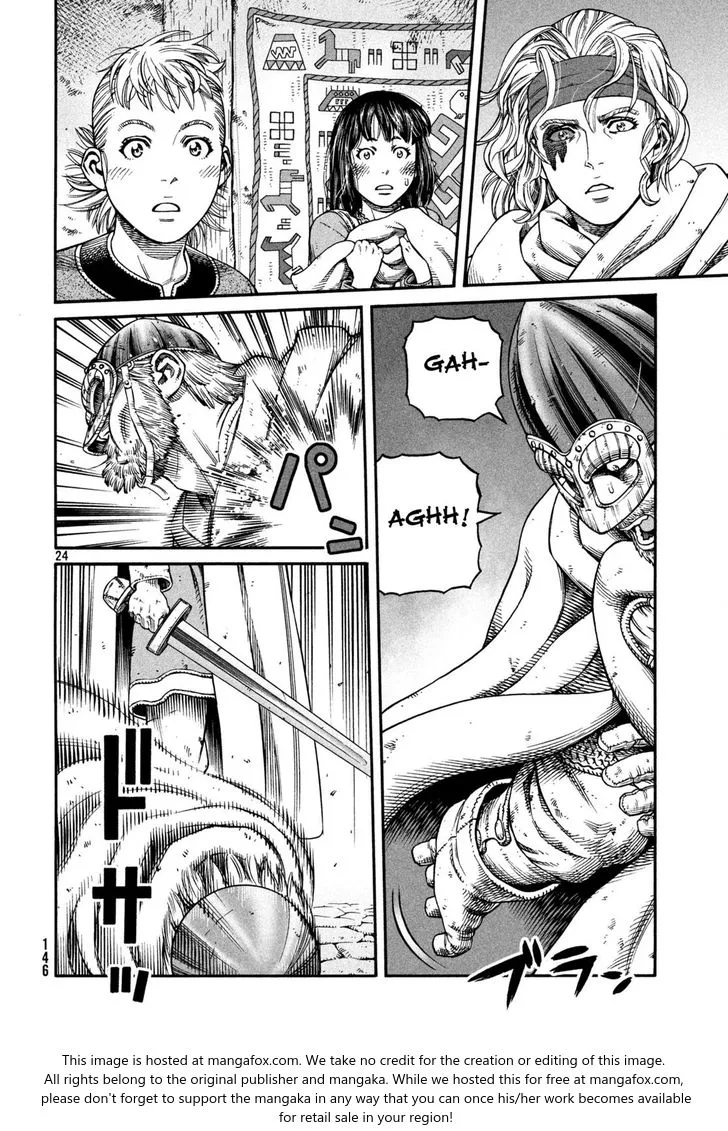 GAH-
AGHH!
パシ
24
ドサッ
ブラン
146
This image is hosted at mangafox.com. We take no credit for the creation or editing of this image.
All rights belong to the original publisher and mangaka. While we hosted this for free at mangafox.com,
please don't forget to support the mangaka in any way that you can once his/her work becomes available
for retail sale in your region!